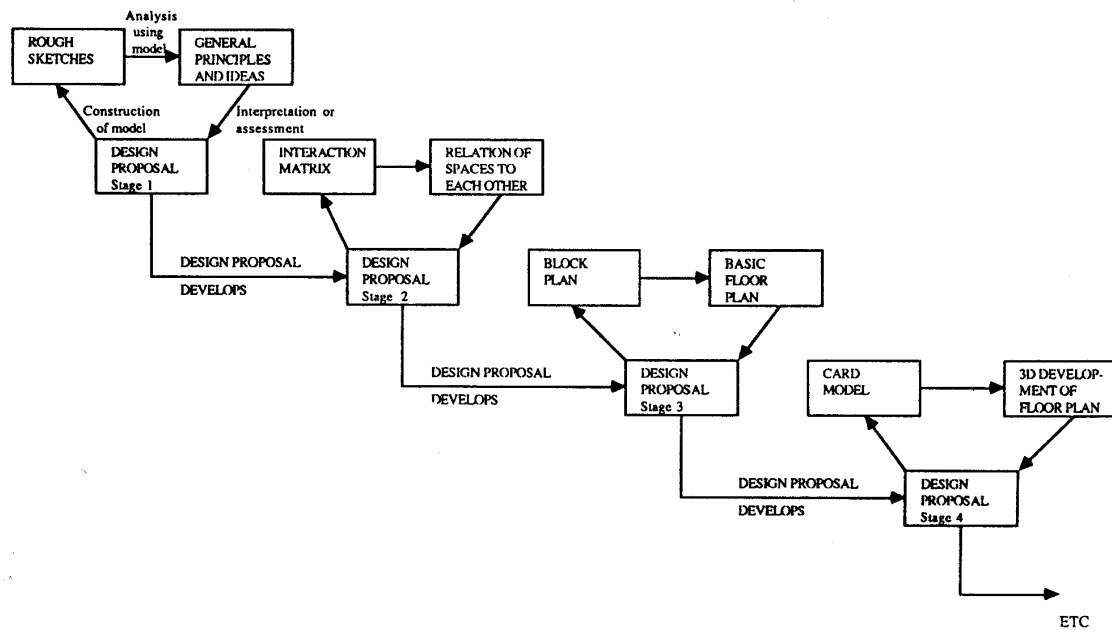 Analysis
using
model
ROUGH
SKETCHES
GENERAL
PRINCIPLES
AND IDEAS
Construction
of model
Interpretation or
assessment
DESIGN
PROPOSAL
Stage 1
INTERACTION
MATRIX
RELATION OF
SPACES TO
EACH OTHER
DESIGN PROPOSAL
DEVELOPS
DESIGN
PROPOSAL
Stage 2
BLOCK
PLAN
BASIC
FLOOR
PLAN
DESIGN PROPOSAL
DEVELOPS
DESIGN
PROPOSAL
Stage 3
CARD
MODEL
3D DEVELOP-
MENT OF
FLOOR PLAN
DESIGN PROPOSAL
DEVELOPS
DESIGN
PROPOSAL
Stage 4
ETC